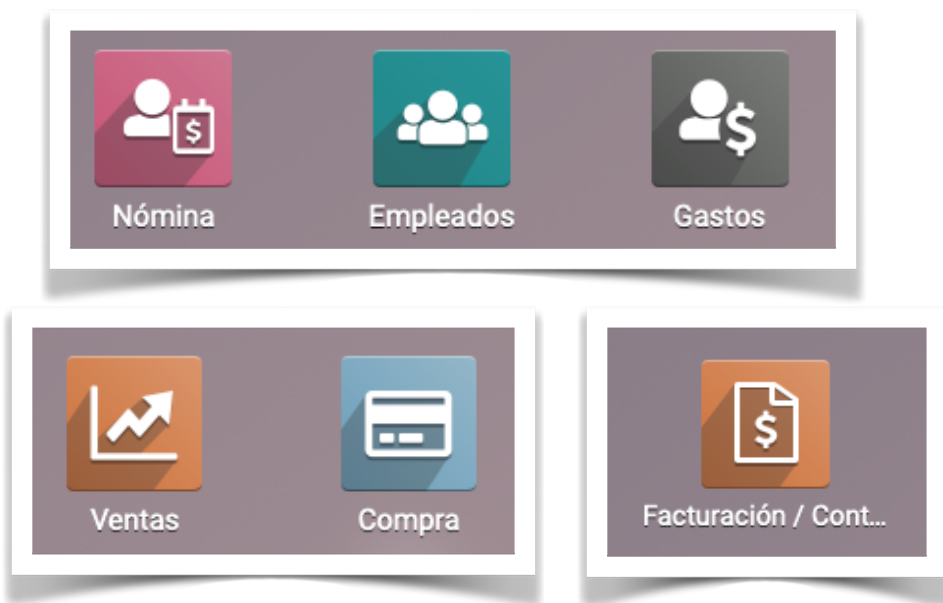 Nómina
Empleados
Gastos
Ventas
Compra
Facturación / Cont...